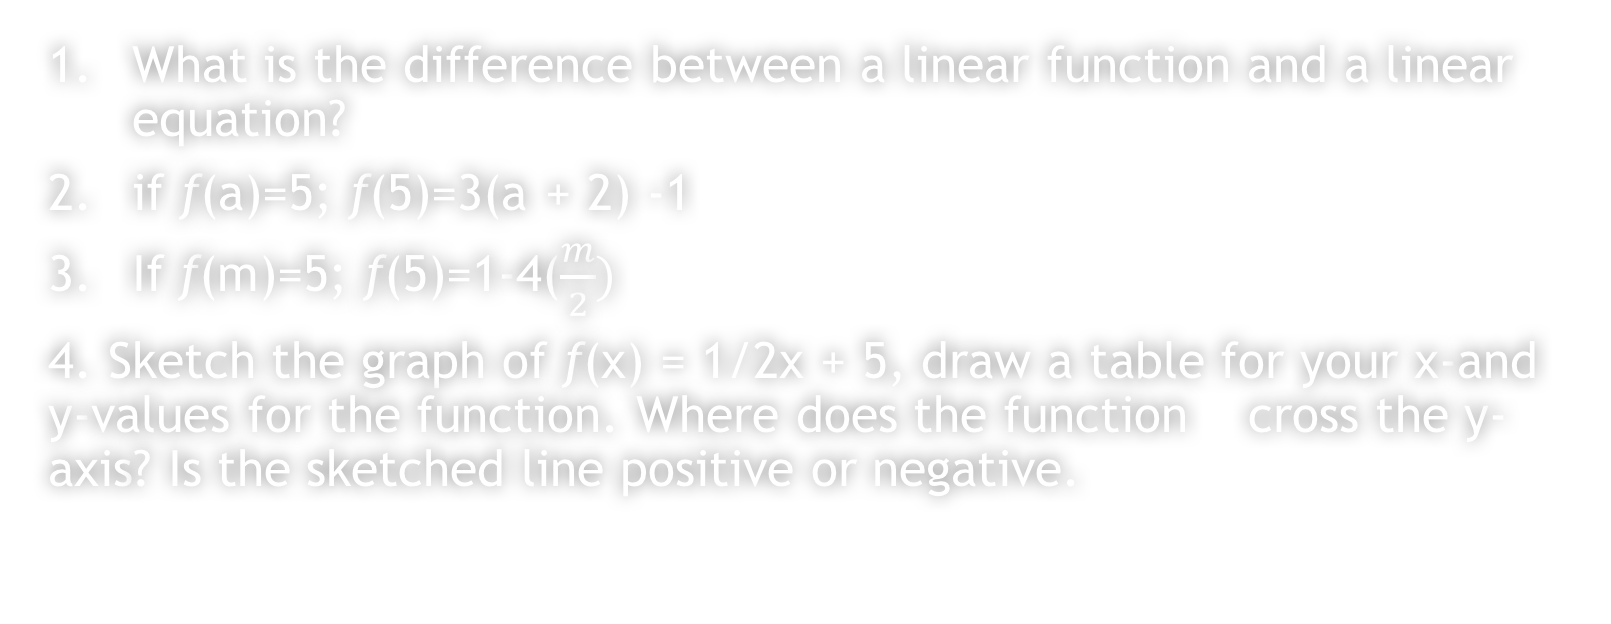 1. What is the difference between a linear function and a linear
equation?
2. if f(a)=5; f(5)=3(a + 2) -1
3. If f(m)=5; f(5)=1-4(m/2)
4. Sketch the graph of f(x) = 1/2x + 5, draw a table for your x-and
y-values for the function. Where does the function cross the y-
axis? Is the sketched line positive or negative.